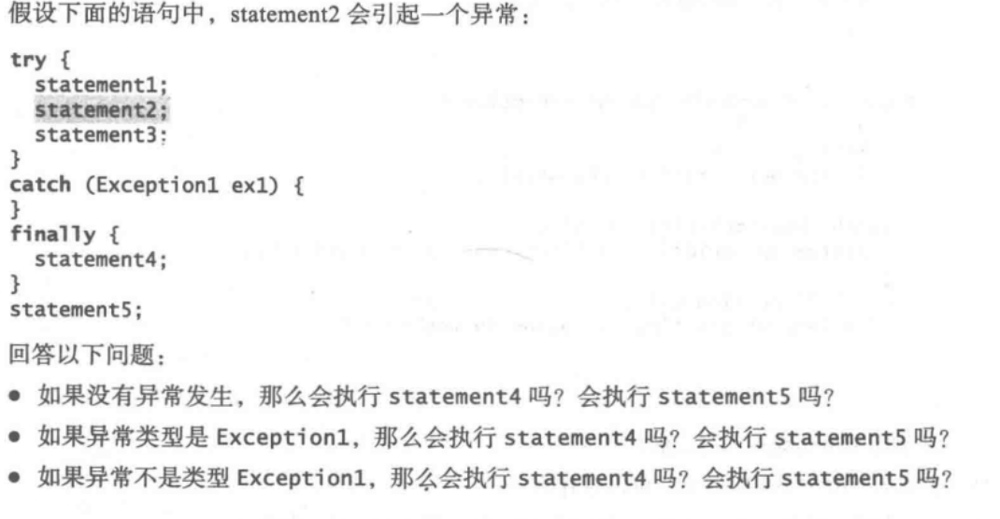 假设下面的语句中，statement2 会引起一个异常：
try {
  statement1;
  statement2;
  statement3;
}
catch (Exception1 ex1) {
}
finally {
  statement4;
}
statement5;
回答以下问题：
● 如果没有异常发生，那么会执行 statement4 吗？会执行 statement5 吗？
● 如果异常类型是 Exception1，那么会执行 statement4 吗？会执行 statement5 吗？
● 如果异常不是类型 Exception1，那么会执行 statement4 吗？会执行 statement5 吗？